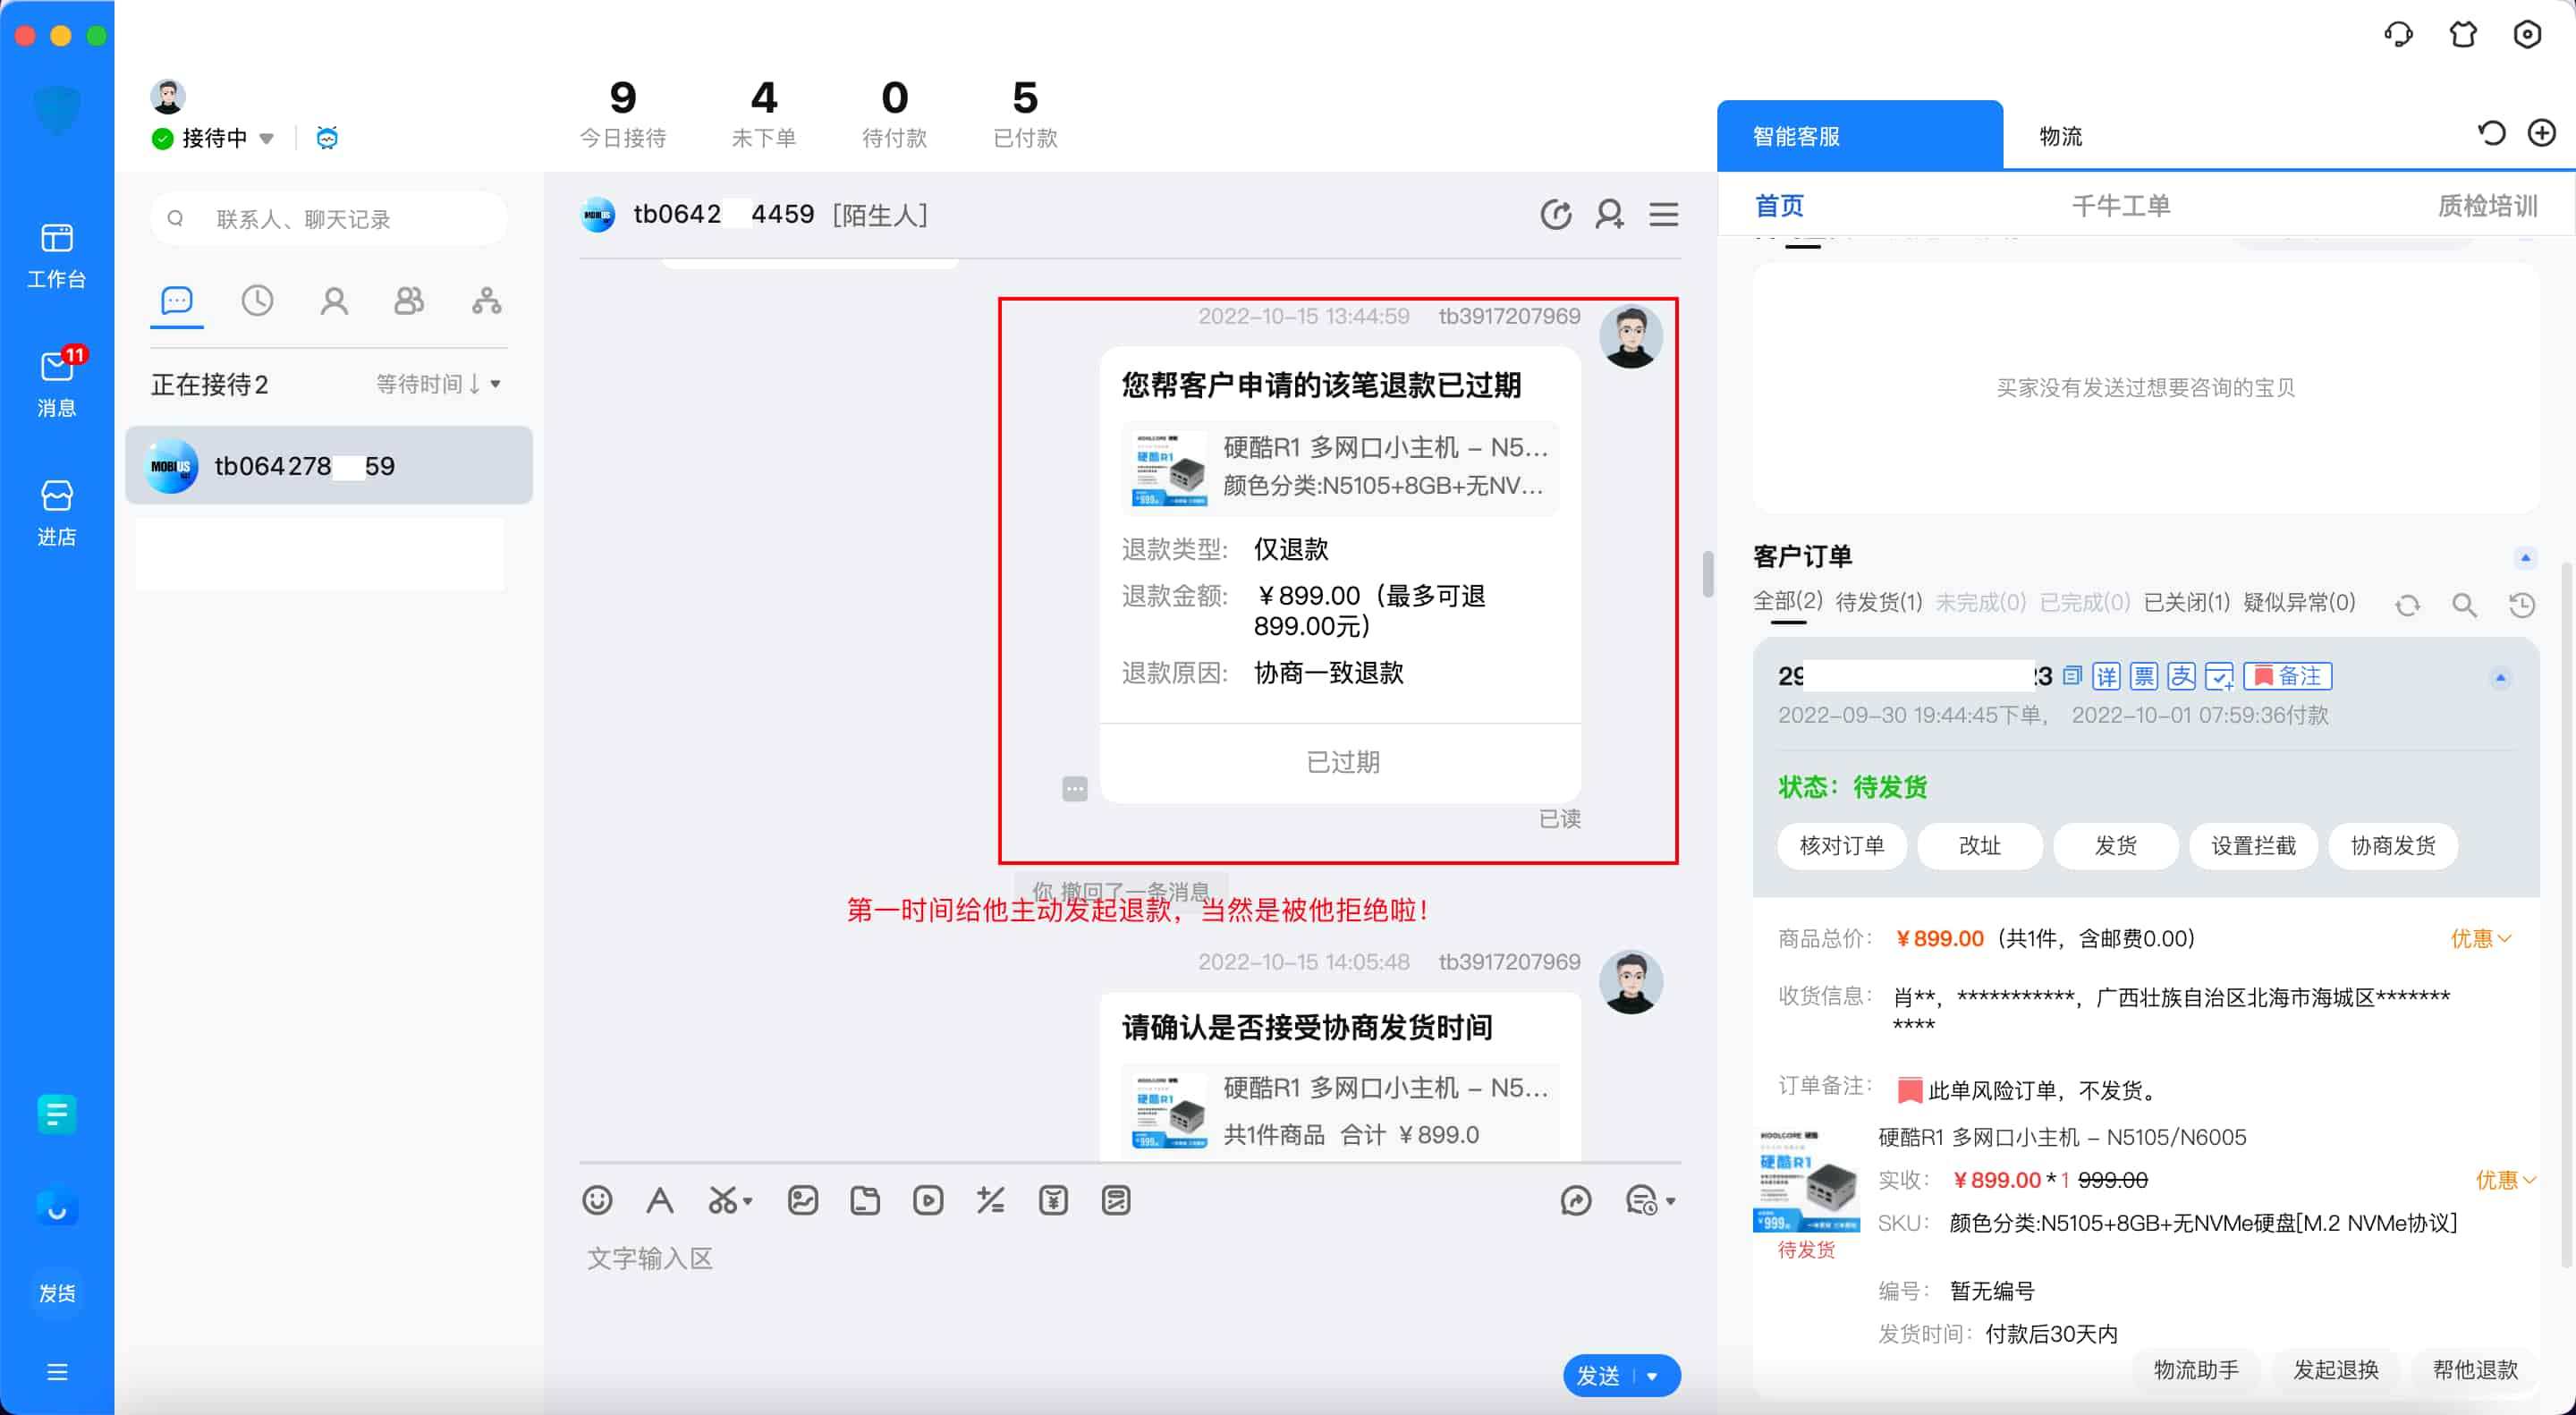 9
今日接待
4
未下单
0
待付款
5
已付款
接待中
联系人、聊天记录
工作台
11
消息
进店
发货
正在接待2
等待时间↓
MOBIUS
tb064278 59
MOBIUS
tb0642 4459 [陌生人]
2022-10-15 13:44:59 tb3917207969
您帮客户申请的该笔退款已过期
硬酷R1
硬酷R1 多网口小主机 - N5...
颜色分类:N5105+8GB+无NV...
退款类型: 仅退款
退款金额: ￥899.00（最多可退
899.00元)
退款原因: 协商一致退款
已过期
已读
你 撤回了一条消息
第一时间给他主动发起退款，当然是被他拒绝啦！
2022-10-15 14:05:48 tb3917207969
请确认是否接受协商发货时间
硬酷R1
硬酷R1 多网口小主机 - N5...
共1件商品 合计 ￥899.0
文字输入区
发送
智能客服
物流
首页
千牛工单
质检培训
买家没有发送过想要咨询的宝贝
客户订单
全部(2) 待发货(1) 未完成(0) 已完成(0) 已关闭(1) 疑似异常(0)
29 23 详 票 支 备注
2022-09-30 19:44:45下单， 2022-10-01 07:59:36付款
状态：待发货
核对订单 改址 发货 设置拦截 协商发货
商品总价： ￥899.00（共1件，含邮费0.00) 优惠
收货信息： 肖**，***********，广西壮族自治区北海市海城区*******
****
订单备注： 此单风险订单，不发货。
硬酷R1
￥999元
待发货
硬酷R1 多网口小主机 - N5105/N6005
实收： ￥899.00 * 1 999.00 优惠
SKU： 颜色分类:N5105+8GB+无NVMe硬盘[M.2 NVMe协议]
编号： 暂无编号
发货时间： 付款后30天内
物流助手 发起退换 帮他退款